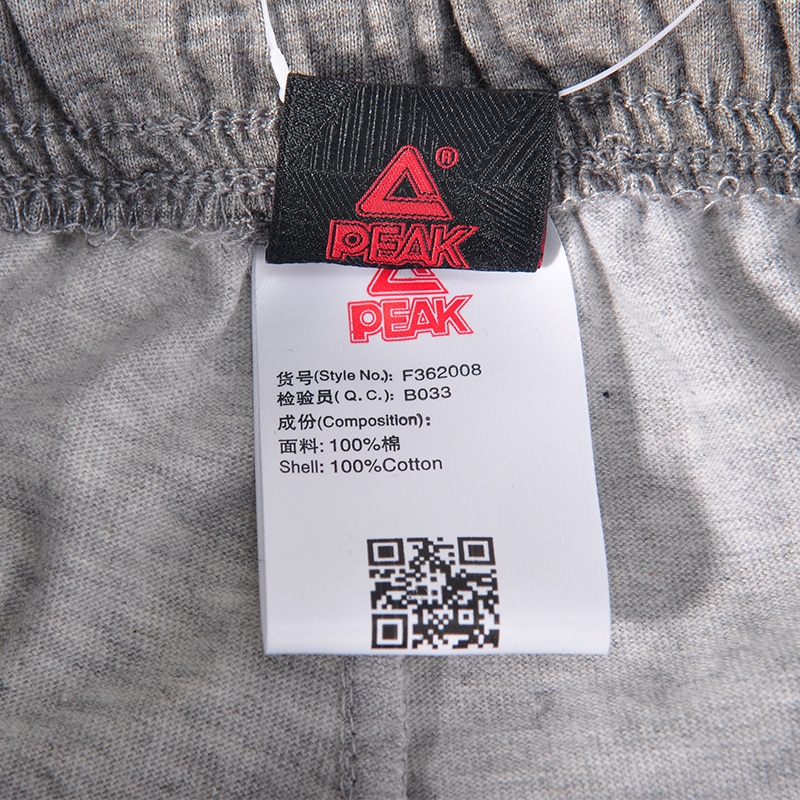 ®
PEAK
PEAK
货号(Style No.): F362008
检验员( Q. C.): B033
成份(Composition):
面料: 100%棉
Shell: 100%Cotton